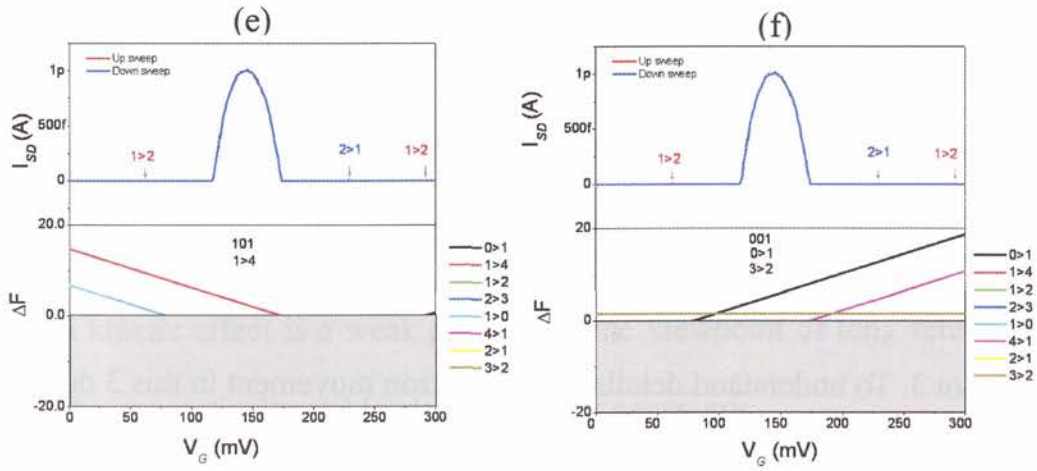 (e)
Up sweep
Down sweep
1p
500f
0
I_SD (A)
1>2
2>1
1>2
20.0
0.0
-20.0
ΔF
101
1>4
0>1
1>4
1>2
2>3
1>0
4>1
2>1
3>2
0 50 100 150 200 250 300
V_G (mV)
(f)
Up sweep
Down sweep
1p
500f
0
I_SD (A)
1>2
2>1
1>2
20
0
-20
ΔF
001
0>1
3>2
0>1
1>4
1>2
2>3
1>0
4>1
2>1
3>2
0 50 100 150 200 250 300
V_G (mV)